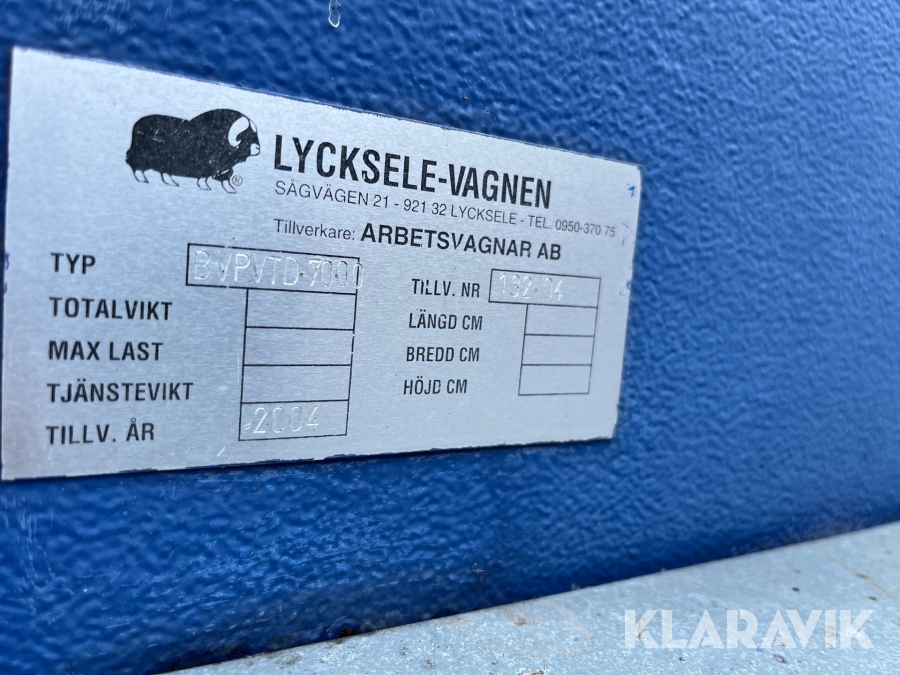 LYCKSELE-VAGNEN
SÅGVÄGEN 21 - 921 32 LYCKSELE - TEL. 0950-370 75
Tillverkare: ARBETSVAGNAR AB
TYP BVPVTD-7000
TOTALVIKT
MAX LAST
TJÄNSTEVIKT
TILLV. ÅR 2004
TILLV. NR 132-04
LÄNGD CM
BREDD CM
HÖJD CM
®
KLARAVIK